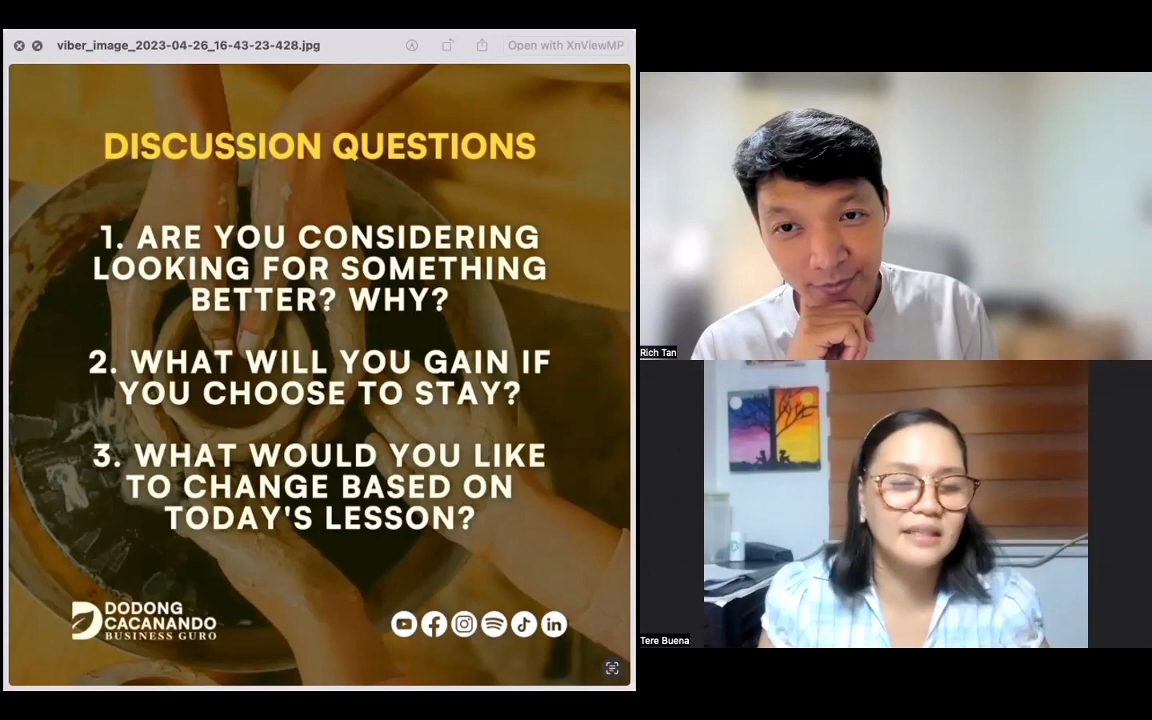 viber_image_2023-04-26_16-43-23-428.jpg
Open with XnViewMP
DISCUSSION QUESTIONS
1. ARE YOU CONSIDERING
LOOKING FOR SOMETHING
BETTER? WHY?
2. WHAT WILL YOU GAIN IF
YOU CHOOSE TO STAY?
3. WHAT WOULD YOU LIKE
TO CHANGE BASED ON
TODAY'S LESSON?
DODONG
CACANANDO
BUSINESS GURO
Rich Tan
Tere Buena